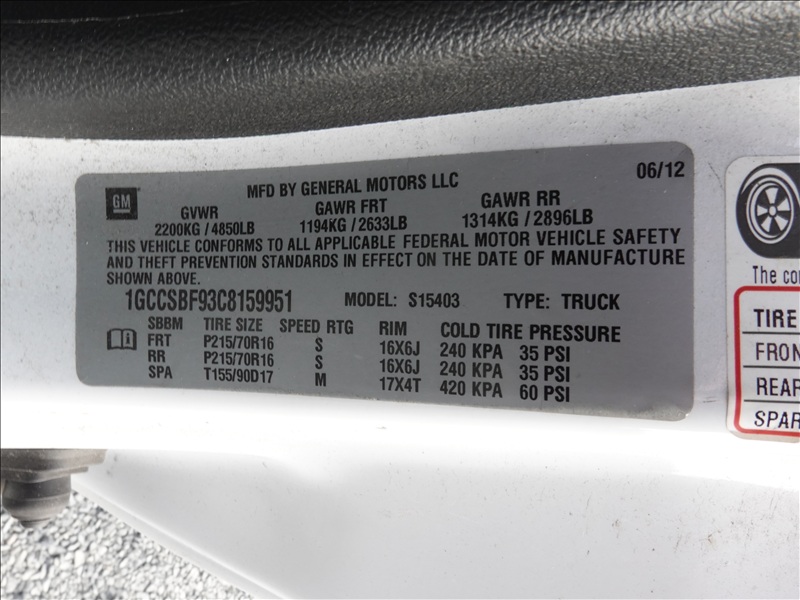 GM
MFD BY GENERAL MOTORS LLC
06/12
GVWR GAWR FRT GAWR RR
2200KG / 4850LB 1194KG / 2633LB 1314KG / 2896LB
THIS VEHICLE CONFORMS TO ALL APPLICABLE FEDERAL MOTOR VEHICLE SAFETY
AND THEFT PREVENTION STANDARDS IN EFFECT ON THE DATE OF MANUFACTURE
SHOWN ABOVE.
1GCCSBF93C8159951 MODEL: S15403 TYPE: TRUCK
SBBM TIRE SIZE SPEED RTG RIM COLD TIRE PRESSURE
FRT P215/70R16 S 16X6J 240 KPA 35 PSI
RR P215/70R16 S 16X6J 240 KPA 35 PSI
SPA T155/90D17 M 17X4T 420 KPA 60 PSI
The
TIRE
FRON
REAR
SPAR